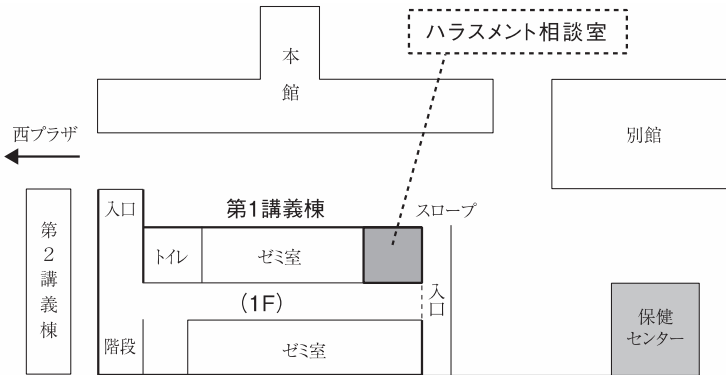 ハラスメント相談室
本館
西プラザ
別館
入口
第1講義棟
スロープ
第2講義棟
トイレ
ゼミ室
(1F)
入口
保健
センター
階段
ゼミ室